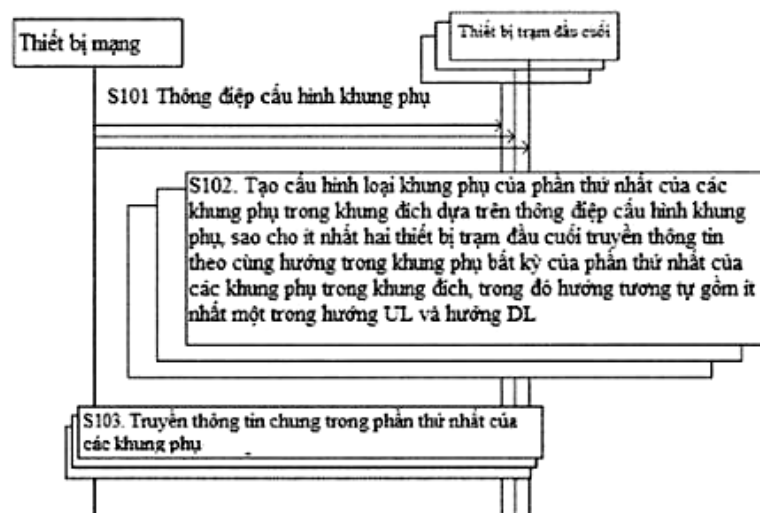 Thiết bị mạng
Thiết bị trạm đầu cuối
S101 Thông điệp cấu hình khung phụ
S102. Tạo cấu hình loại khung phụ của phần thứ nhất của các
khung phụ trong khung đích dựa trên thông điệp cấu hình khung
phụ, sao cho ít nhất hai thiết bị trạm đầu cuối truyền thông tin
theo cùng hướng trong khung phụ bất kỳ của phần thứ nhất của
các khung phụ trong khung đích, trong đó hướng tương tự gồm ít
nhất một trong hướng UL và hướng DL
S103. Truyền thông tin chung trong phần thứ nhất của
các khung phụ